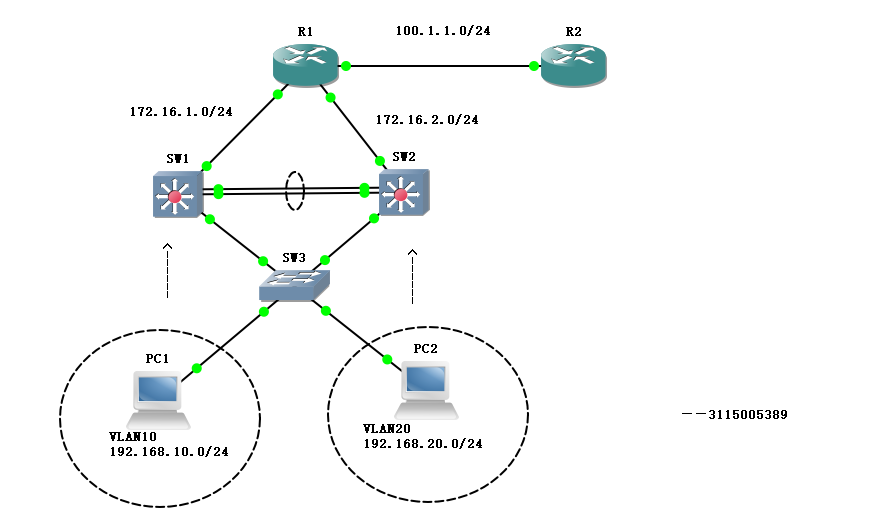 R1
100.1.1.0/24
R2
172.16.1.0/24
172.16.2.0/24
SW1
SW2
SW3
PC1
PC2
VLAN10
192.168.10.0/24
VLAN20
192.168.20.0/24
——3115005389